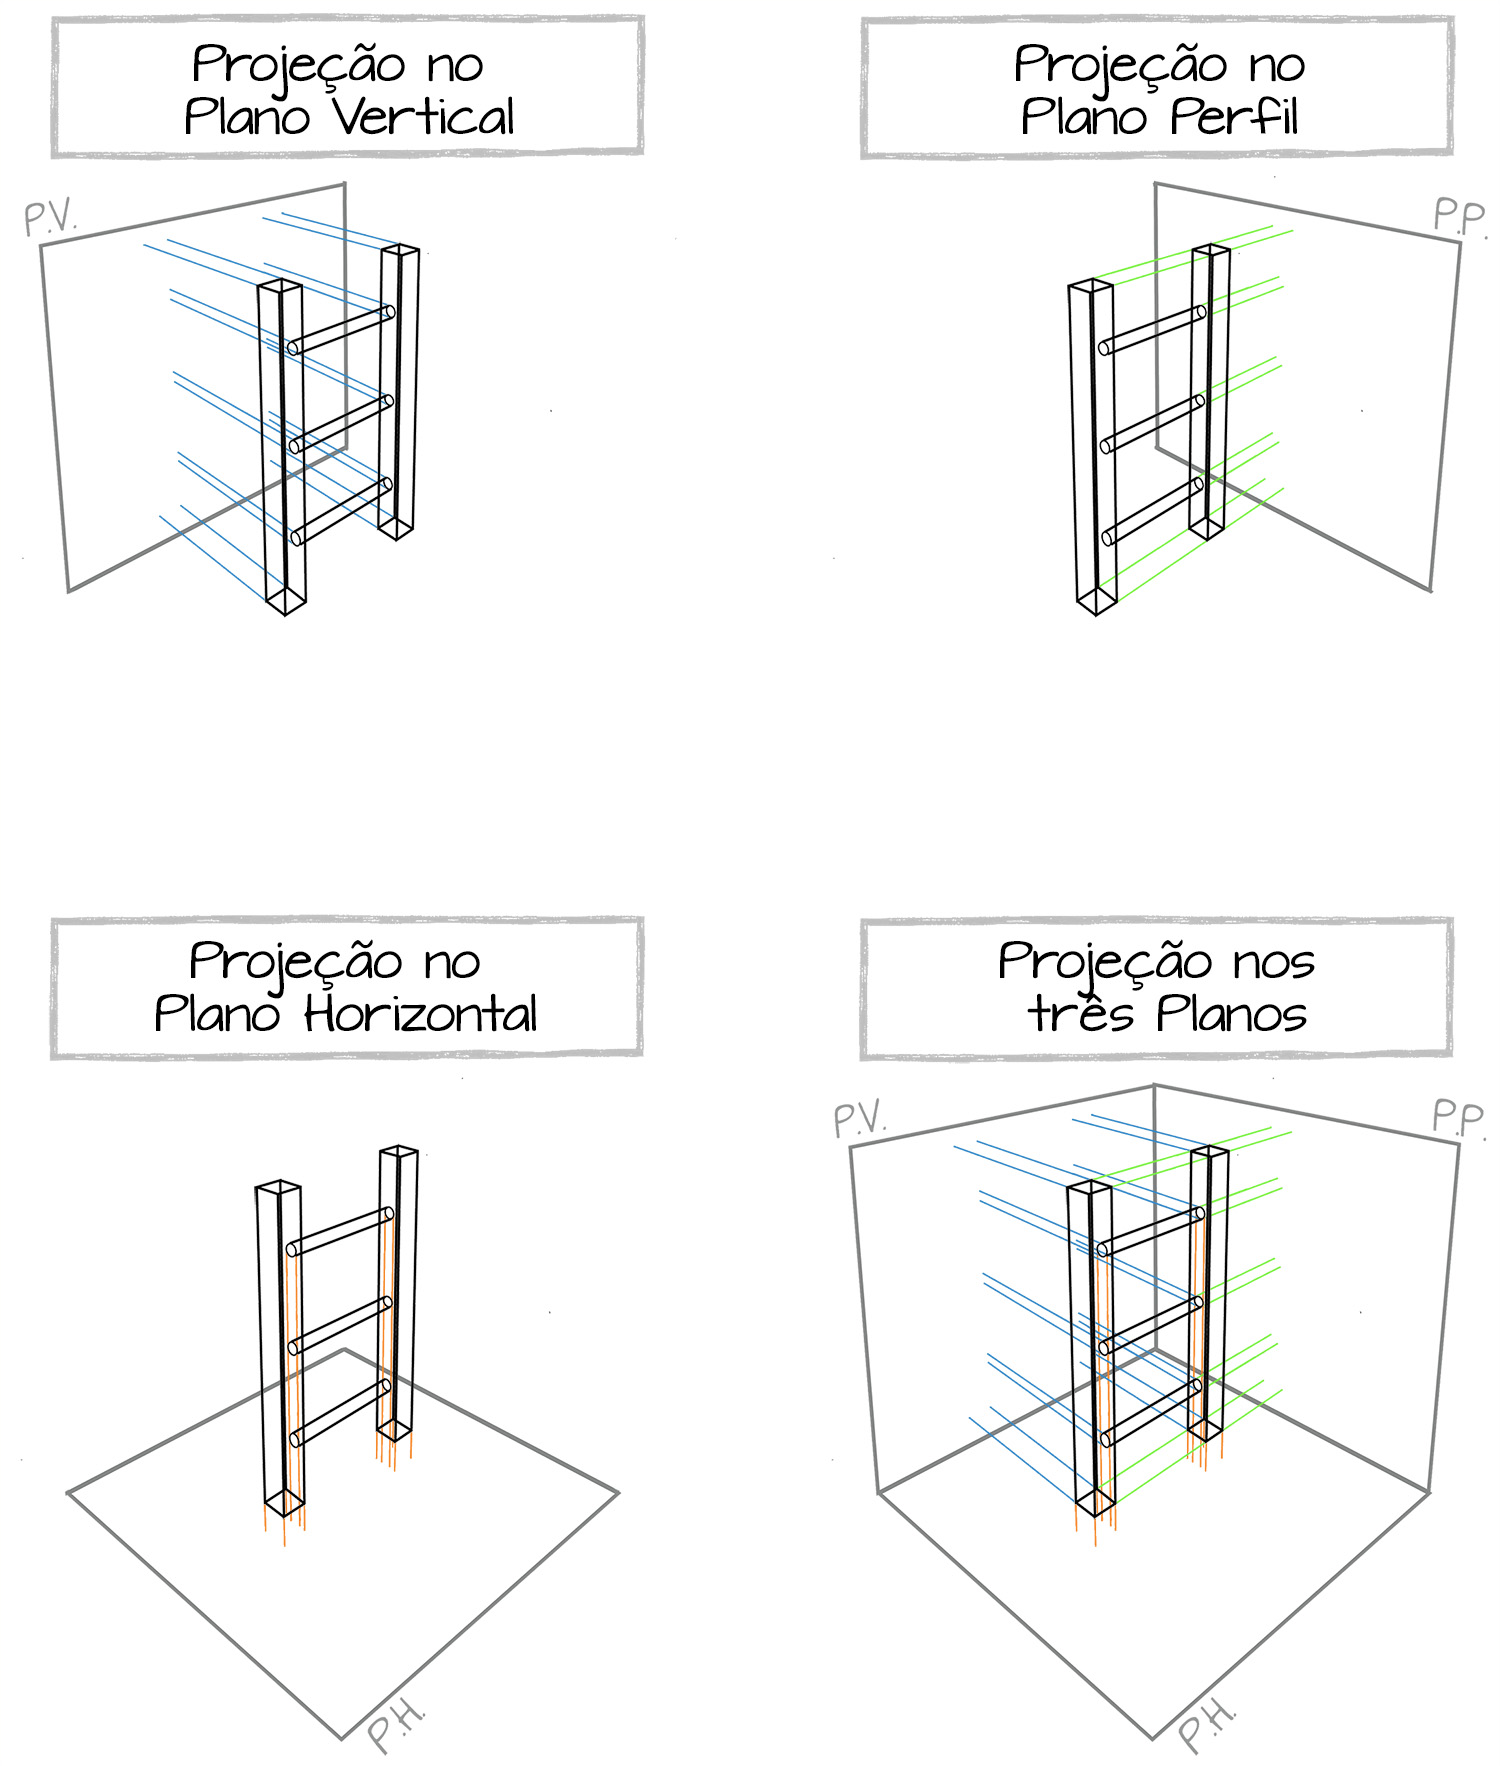 Projeção no
Plano Vertical
P.V.
Projeção no
Plano Perfil
P.P.
Projeção no
Plano Horizontal
P.H.
Projeção nos
três Planos
P.V.
P.P.
P.H.